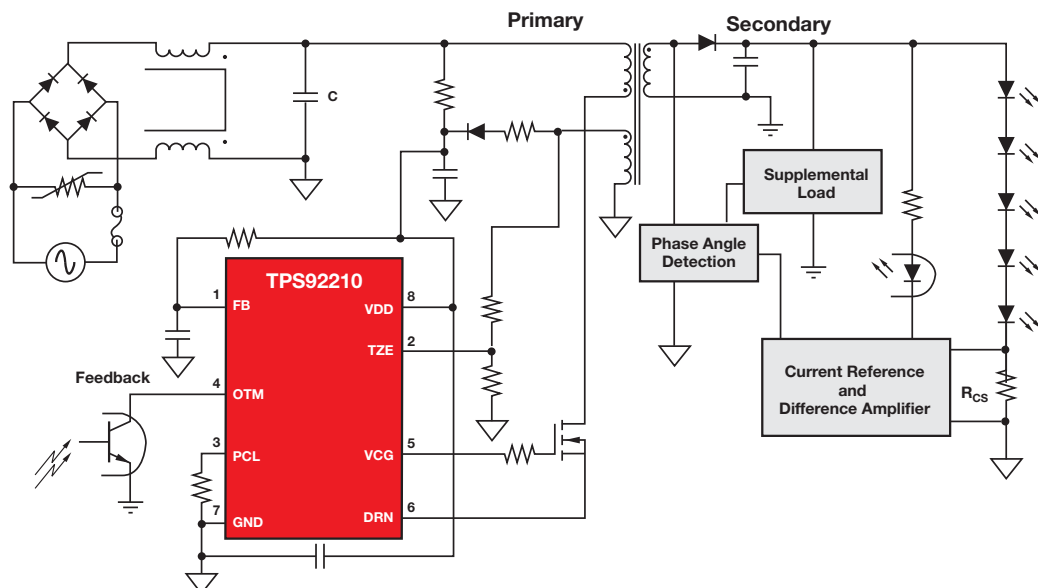 Primary
Secondary
C
Supplemental
Load
Phase Angle
Detection
TPS92210
1
FB
VDD
8
TZE
2
Feedback
4
OTM
Current Reference
and
Difference Amplifier
RCS
3
PCL
VCG
5
7
GND
DRN
6